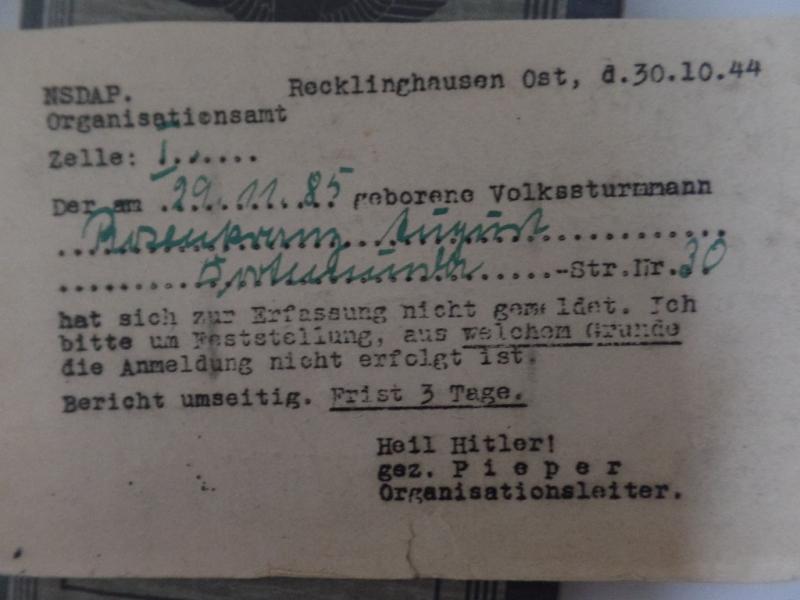 NSDAP. Recklinghausen Ost, d.30.10.44
Organisationsamt
Zelle: I......
Der am 29.11.85 geborene Volkssturmmann
Rosenkranz August
-Str.Nr. 30
hat sich zur Erfassung nicht gemeldet. Ich
bitte um Feststellung, aus welchem Grunde
die Anmeldung nicht erfolgt ist.
Bericht umseitig. Frist 3 Tage.
Heil Hitler!
gez. P i e p e r
Organisationsleiter.